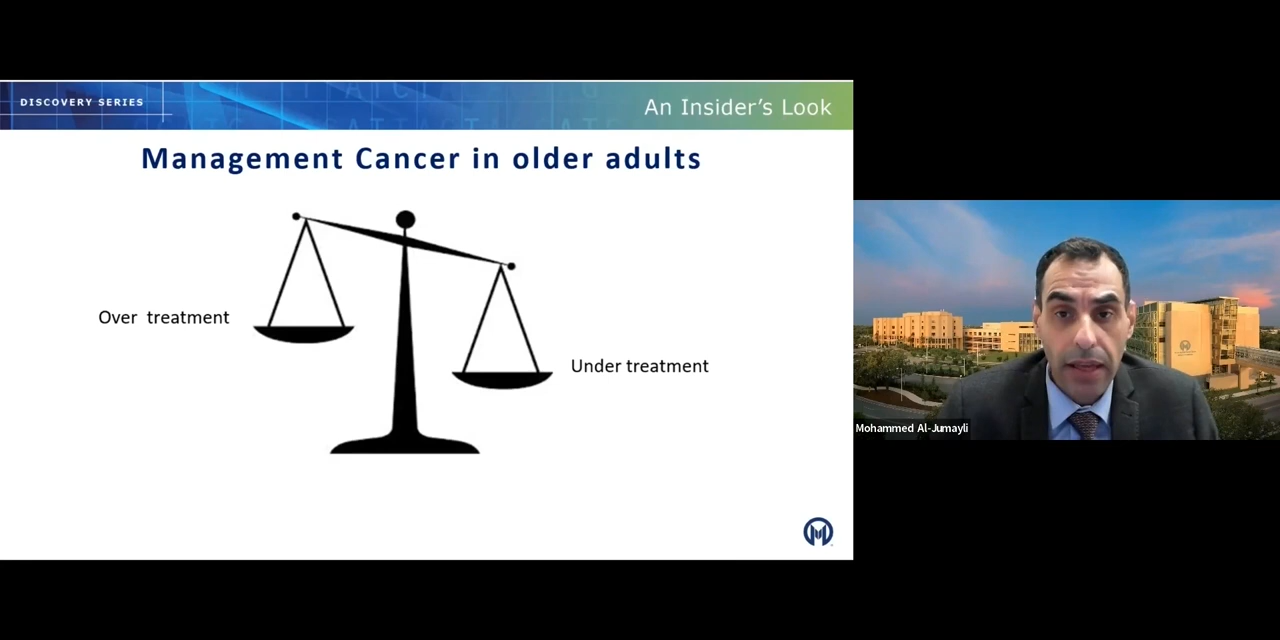 DISCOVERY SERIES
An Insider's Look
Management Cancer in older adults
Over treatment
Under treatment
Mohammed Al-Jumayli